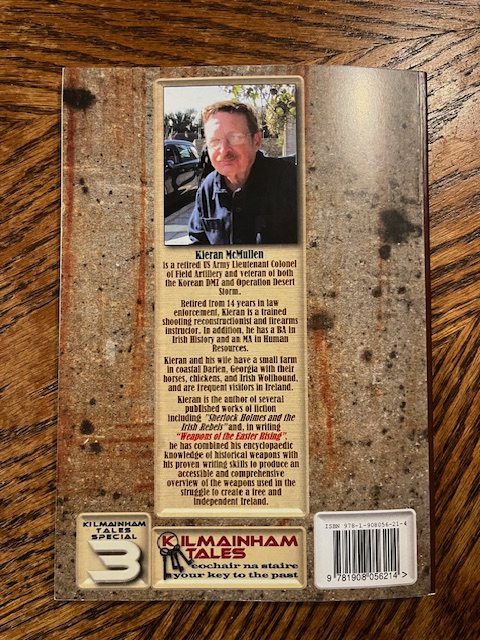 Kieran McMullen
is a retired US Army Lieutenant Colonel
of Field Artillery and veteran of both
the Korean DMZ and Operation Desert
Storm.
Retired from 14 years in law
enforcement, Kieran is a trained
shooting reconstructionist and firearms
instructor. In addition, he has a BA in
Irish History and an MA in Human
Resources.
Kieran and his wife have a small farm
in coastal Darien, Georgia with their
horses, chickens, and Irish Wolfhound,
and are frequent visitors in Ireland.
Kieran is the author of several
published works of fiction
including "Sherlock Holmes and the
Irish Rebels" and, in writing
"Weapons of the Easter Rising",
he has combined his encyclopaedic
knowledge of historical weapons with
his proven writing skills to produce an
accessible and comprehensive
overview of the weapons used in the
struggle to create a free and
independent Ireland.
KILMAINHAM
TALES
SPECIAL
3
KILMAINHAM
TALES
eochair na staire
your key to the past
ISBN 978-1-908056-21-4
9 781908 056214 >